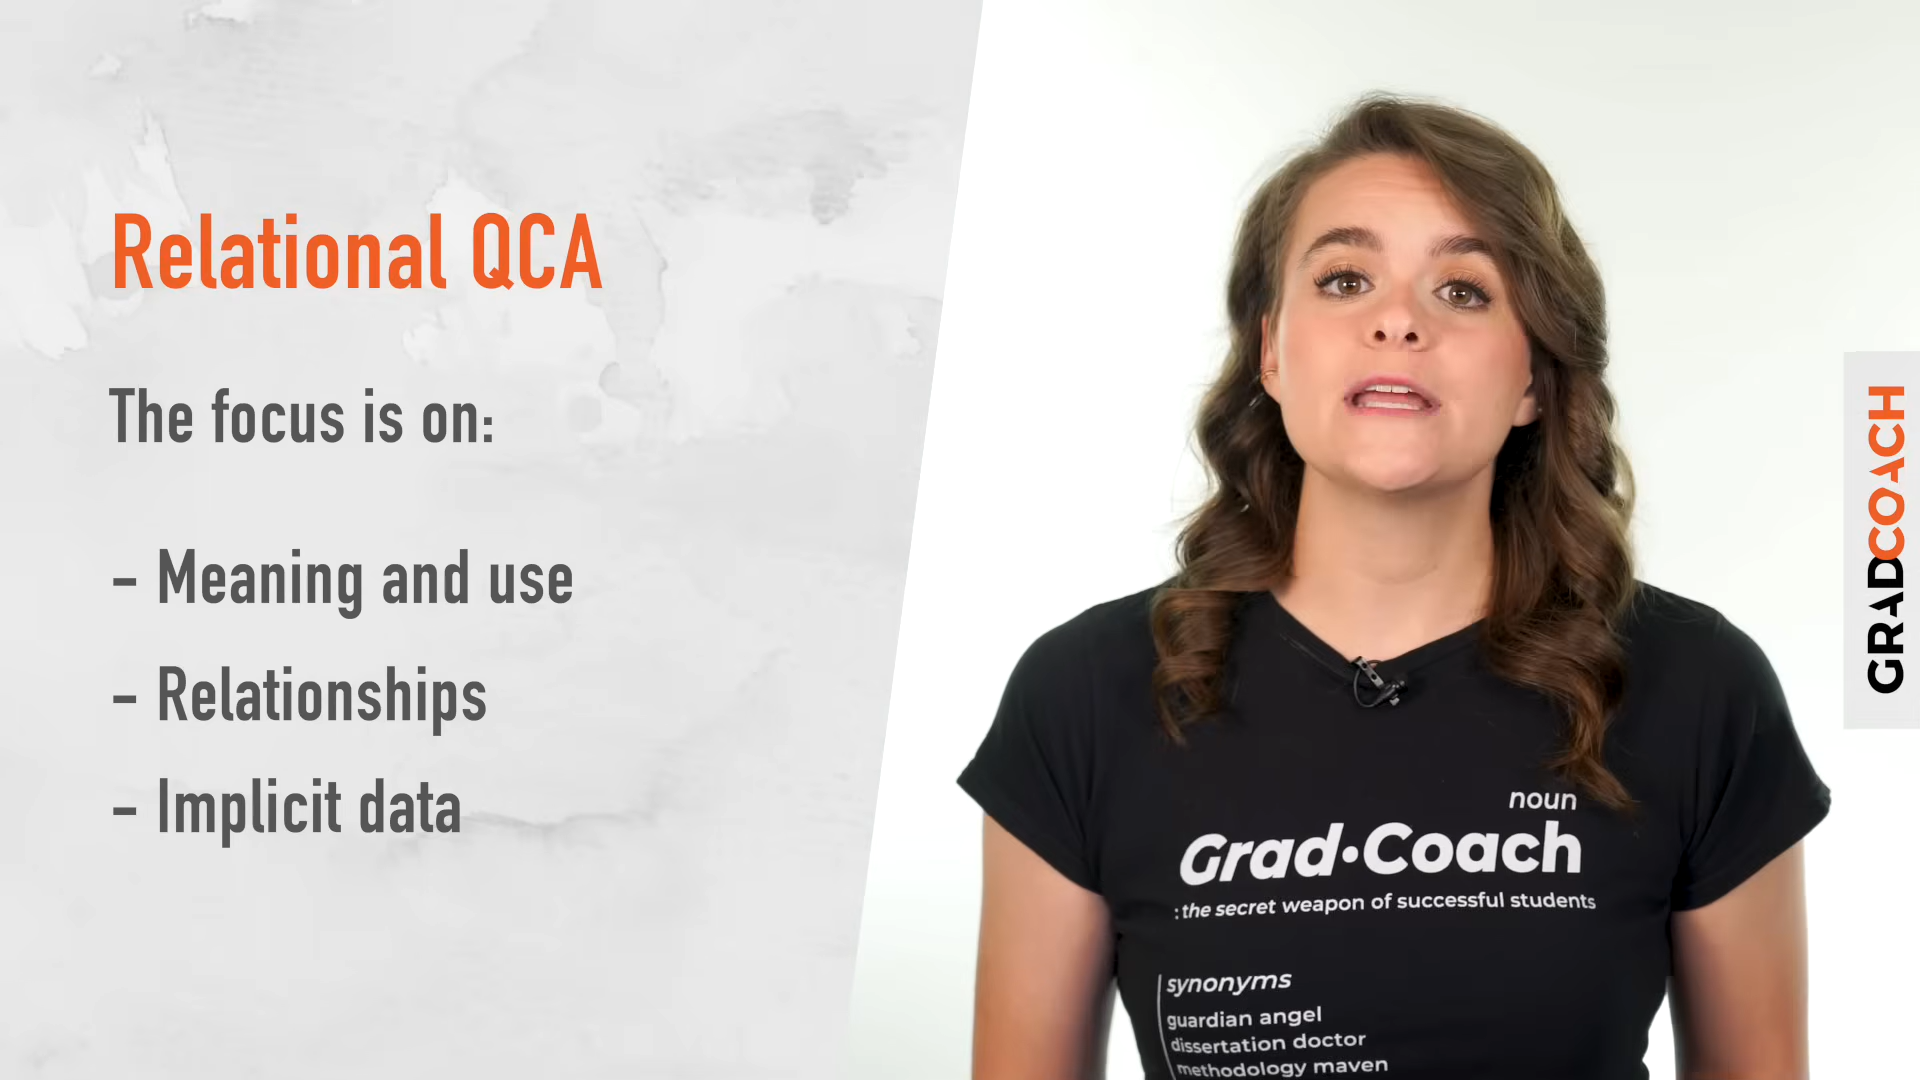 Relational QCA
The focus is on:
- Meaning and use
- Relationships
- Implicit data
GRADCOACH
noun
Grad•Coach
: the secret weapon of successful students
synonyms
guardian angel
dissertation doctor
methodology maven